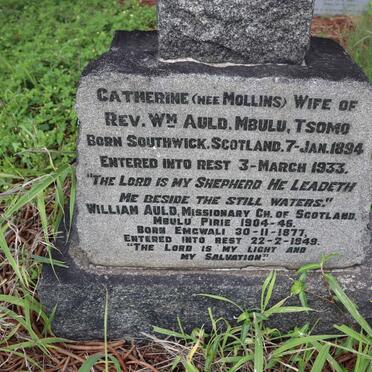 CATHERINE (NEE MOLLINS) WIFE OF
REV. WM AULD, MBULU, TSOMO
BORN SOUTHWICK, SCOTLAND, 7-JAN. 1894
ENTERED INTO REST 3-MARCH 1933.
"THE LORD IS MY SHEPHERD HE LEADETH
ME BESIDE THE STILL WATERS."
WILLIAM AULD, MISSIONARY CH. OF SCOTLAND,
MBULU PIRIE 1904-46.
BORN EMGWALI 30-11-1877,
ENTERED INTO REST 22-2-1949.
"THE LORD IS MY LIGHT AND
MY SALVATION."